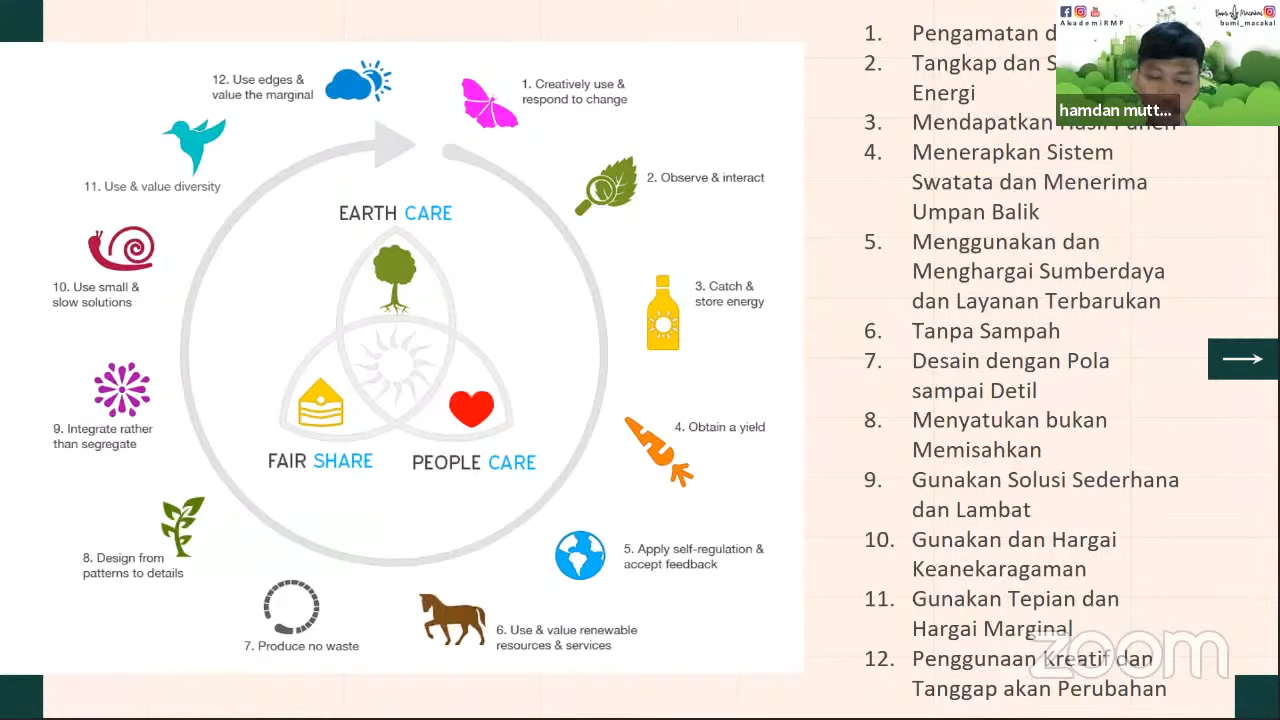 12. Use edges &
value the marginal
1. Creatively use &
respond to change
11. Use & value diversity
2. Observe & interact
EARTH CARE
10. Use small &
slow solutions
3. Catch &
store energy
9. Integrate rather
than segregate
4. Obtain a yield
FAIR SHARE
PEOPLE CARE
8. Design from
patterns to details
5. Apply self-regulation &
accept feedback
7. Produce no waste
6. Use & value renewable
resources & services
1. Pengamatan d
2. Tangkap dan S
Energi
3. Mendapatkan Hasil Panen
4. Menerapkan Sistem
Swatata dan Menerima
Umpan Balik
5. Menggunakan dan
Menghargai Sumberdaya
dan Layanan Terbarukan
6. Tanpa Sampah
7. Desain dengan Pola
sampai Detil
8. Menyatukan bukan
Memisahkan
9. Gunakan Solusi Sederhana
dan Lambat
10. Gunakan dan Hargai
Keanekaragaman
11. Gunakan Tepian dan
Hargai Marginal
12. Penggunaan Kreatif dan
Tanggap akan Perubahan
AkademiRMP
Bumi Macakal
bumi_macakal
hamdan mutt...
zoom